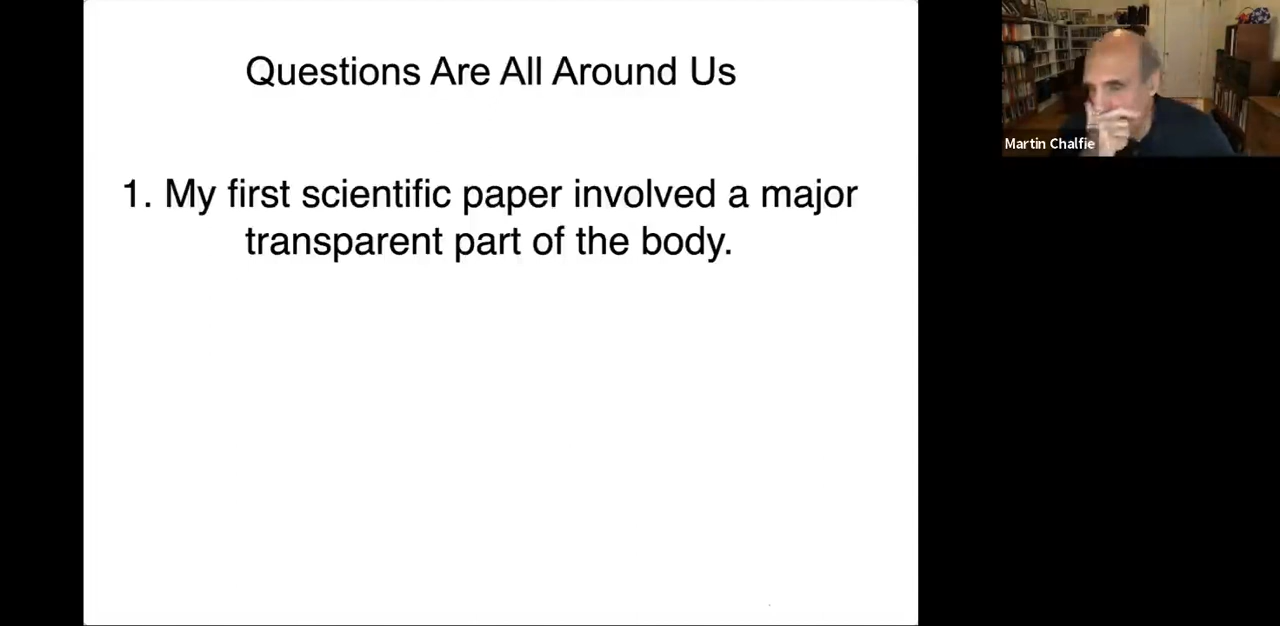 Questions Are All Around Us
1. My first scientific paper involved a major
transparent part of the body.
Martin Chalfie